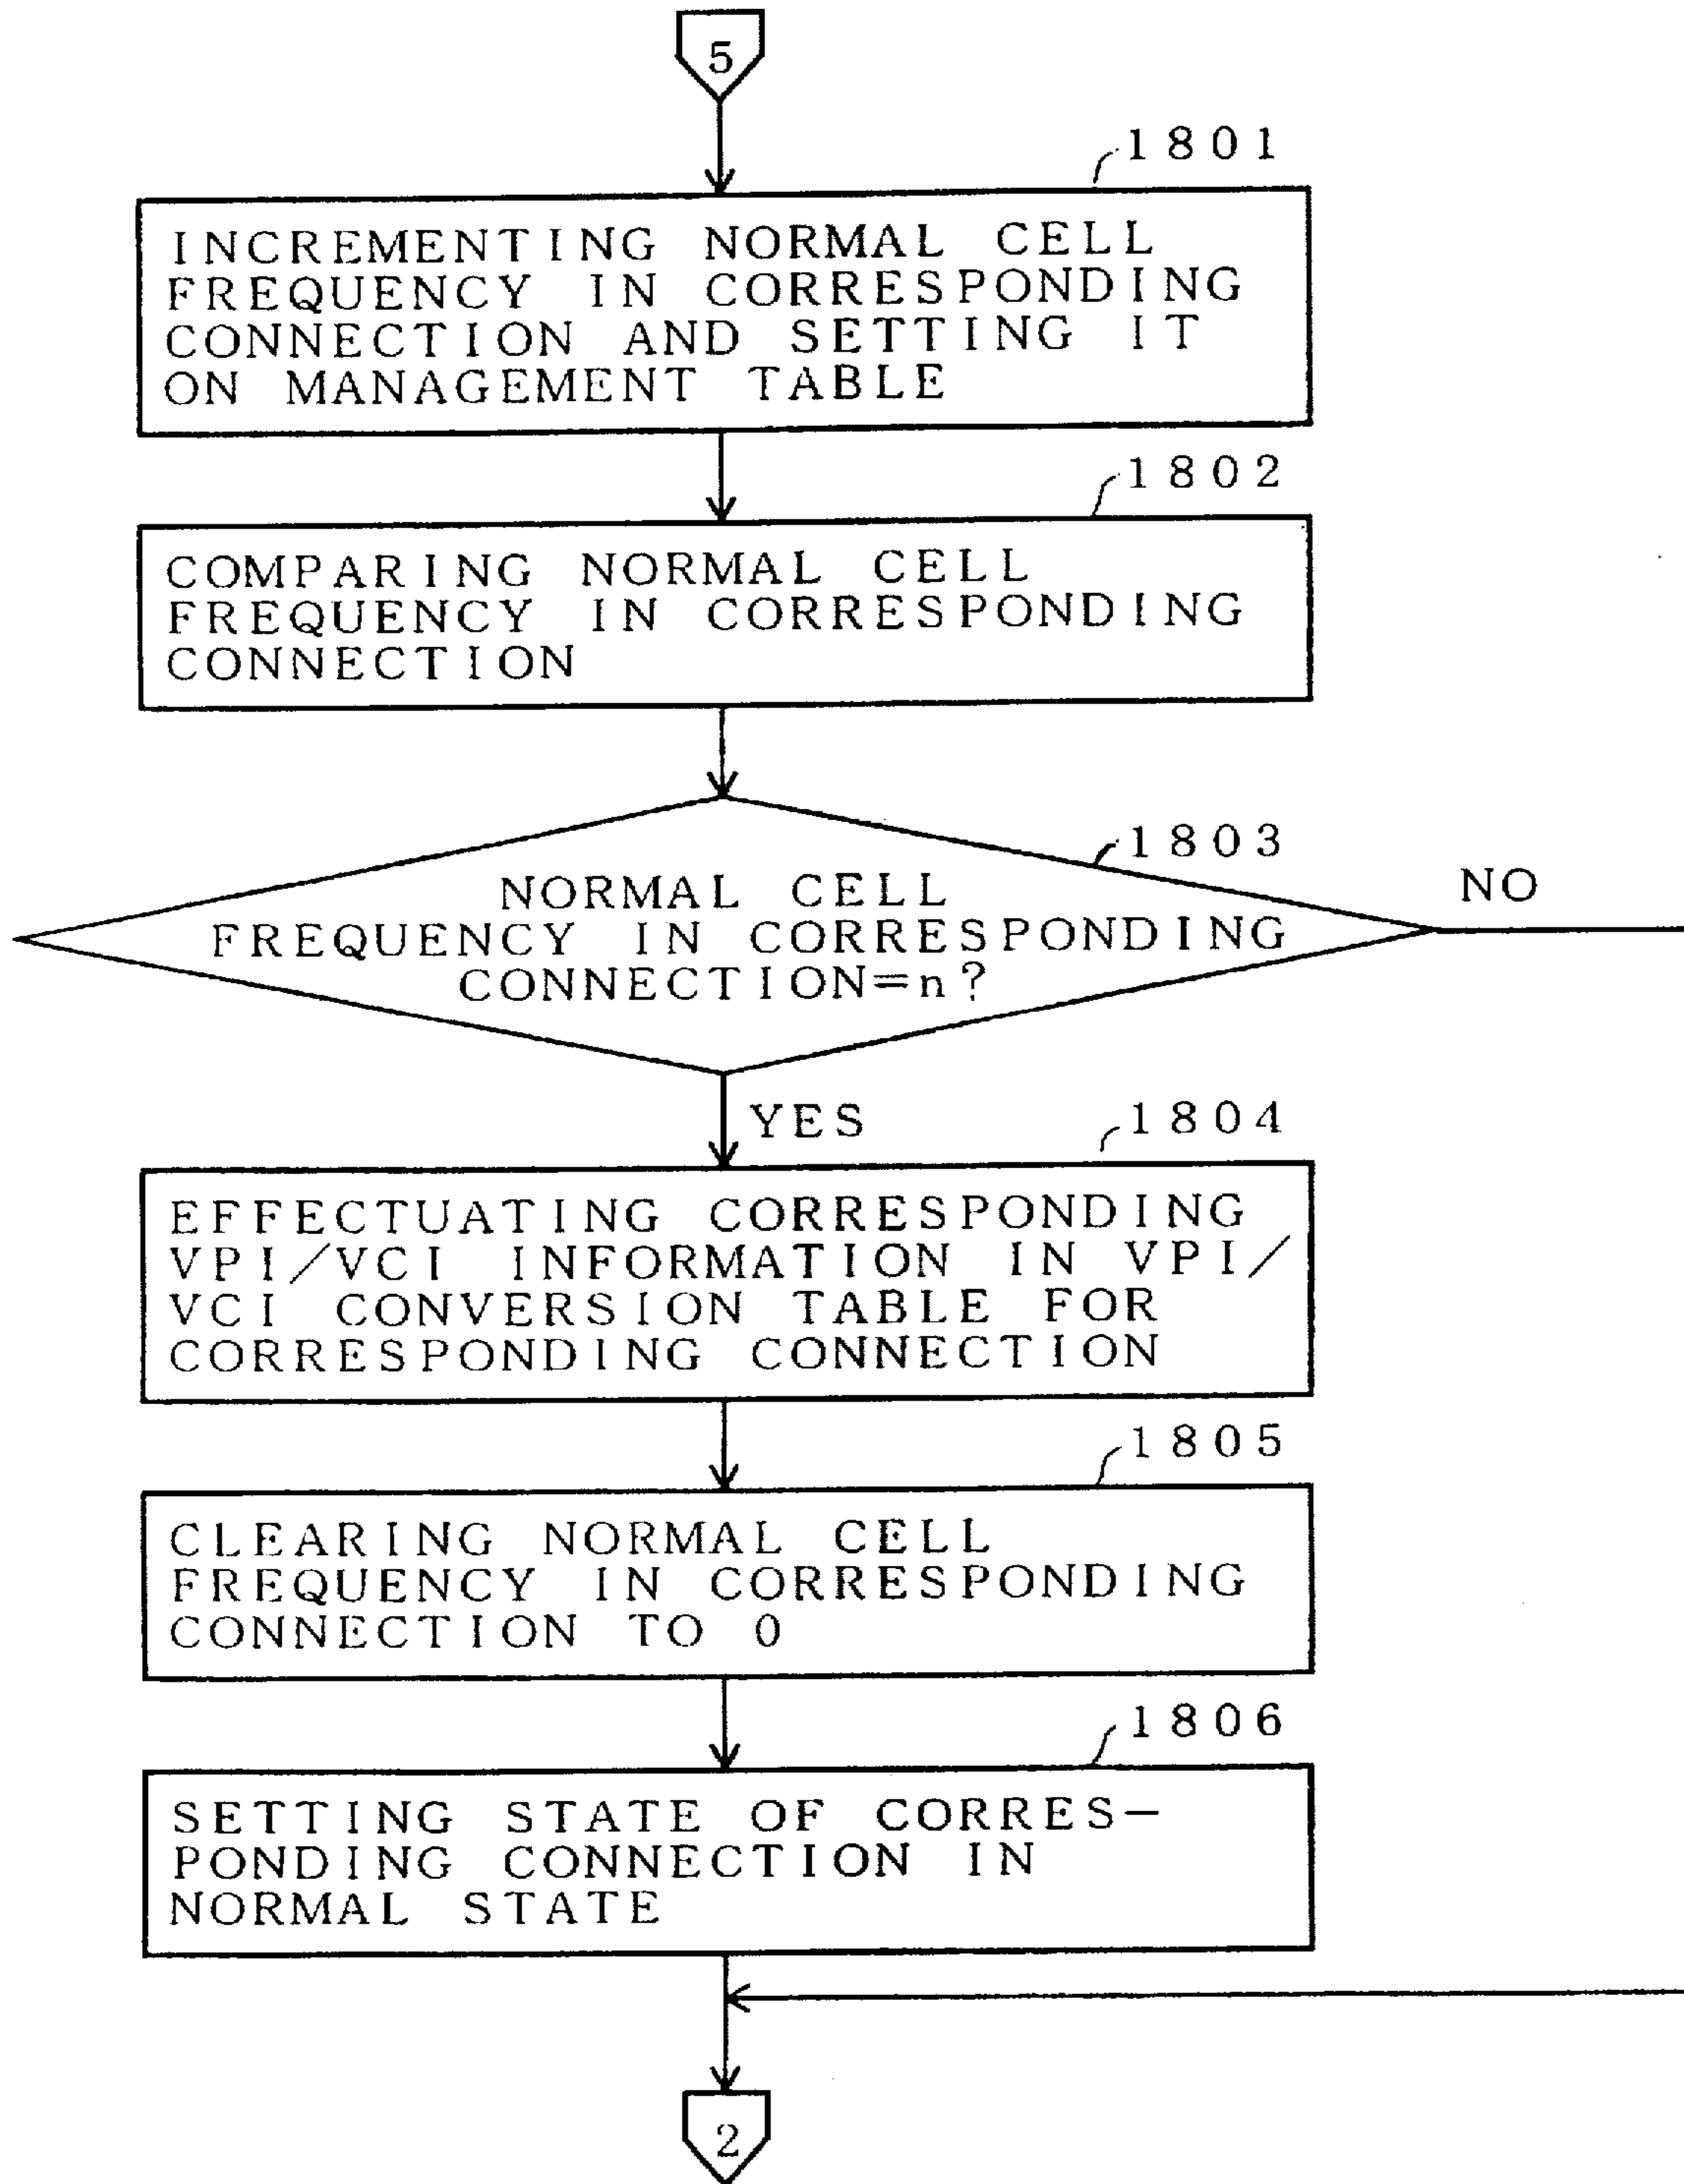 5
1801
INCREMENTING NORMAL CELL
FREQUENCY IN CORRESPONDING
CONNECTION AND SETTING IT
ON MANAGEMENT TABLE
1802
COMPARING NORMAL CELL
FREQUENCY IN CORRESPONDING
CONNECTION
1803
NO
NORMAL CELL
FREQUENCY IN CORRESPONDING
CONNECTION=n?
YES
1804
EFFECTUATING CORRESPONDING
VPI/VCI INFORMATION IN VPI/
VCI CONVERSION TABLE FOR
CORRESPONDING CONNECTION
1805
CLEARING NORMAL CELL
FREQUENCY IN CORRESPONDING
CONNECTION TO 0
1806
SETTING STATE OF CORRES-
PONDING CONNECTION IN
NORMAL STATE
2